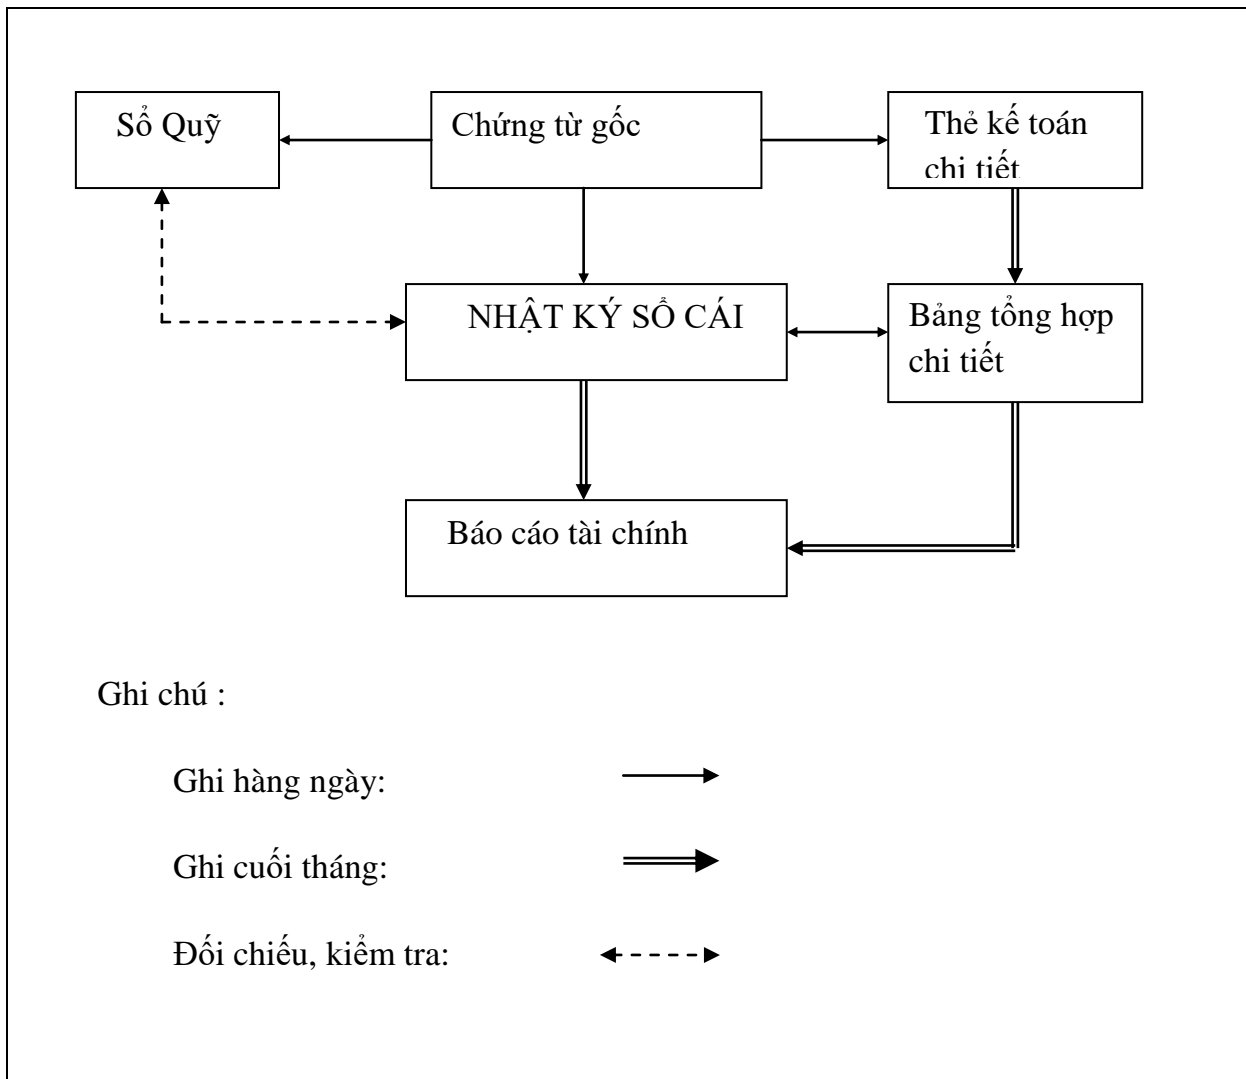 Sổ Quỹ
Chứng từ gốc
Thẻ kế toán
chi tiết
NHẬT KÝ SỔ CÁI
Bảng tổng hợp
chi tiết
Báo cáo tài chính
Ghi chú :
Ghi hàng ngày:
Ghi cuối tháng:
Đối chiếu, kiểm tra: